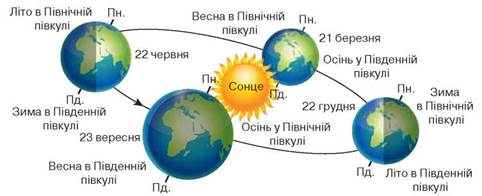 Літо в Північній
півкулі
Пн.
22 червня
Пд.
Зима в Південній
півкулі
Весна в Північній
півкулі
Пн.
21 березня
Осінь у Південній
півкулі
Пд.
Сонце
Пн.
23 вересня
Весна в Південній
півкулі
Осінь у Північній
півкулі
Пд.
22 грудня
Пн.
Зима
в Північній
півкулі
Літо в Південній
півкулі
Пд.